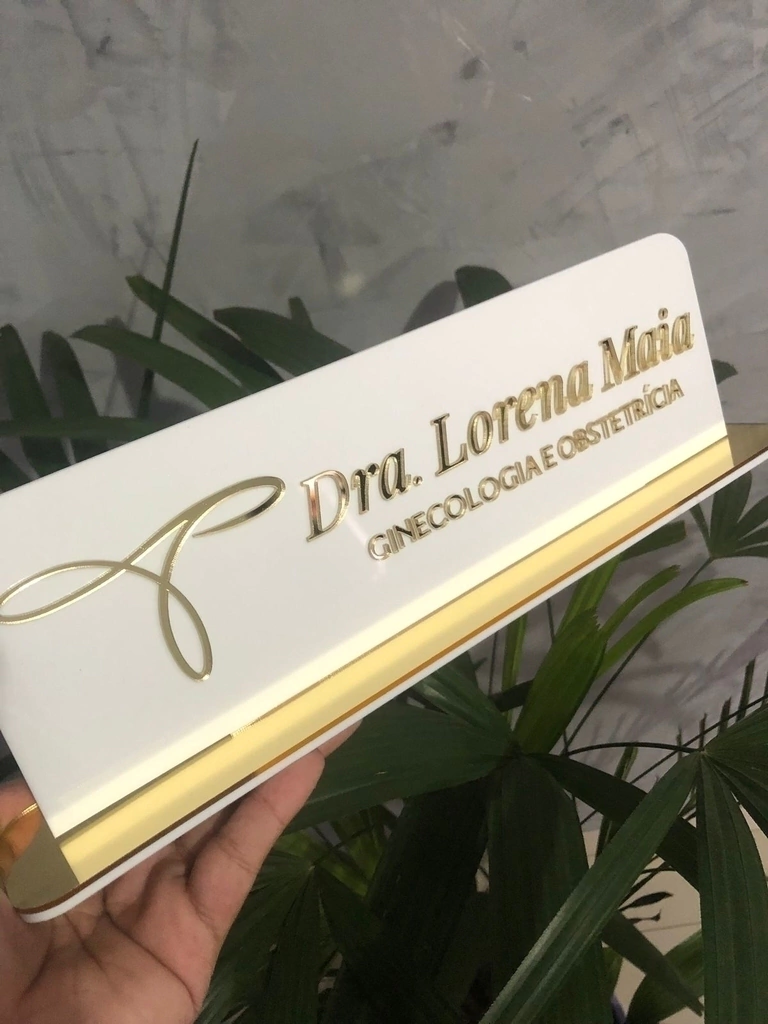 Dra. Lorena Maia
GINECOLOGIA E OBSTETRÍCIA